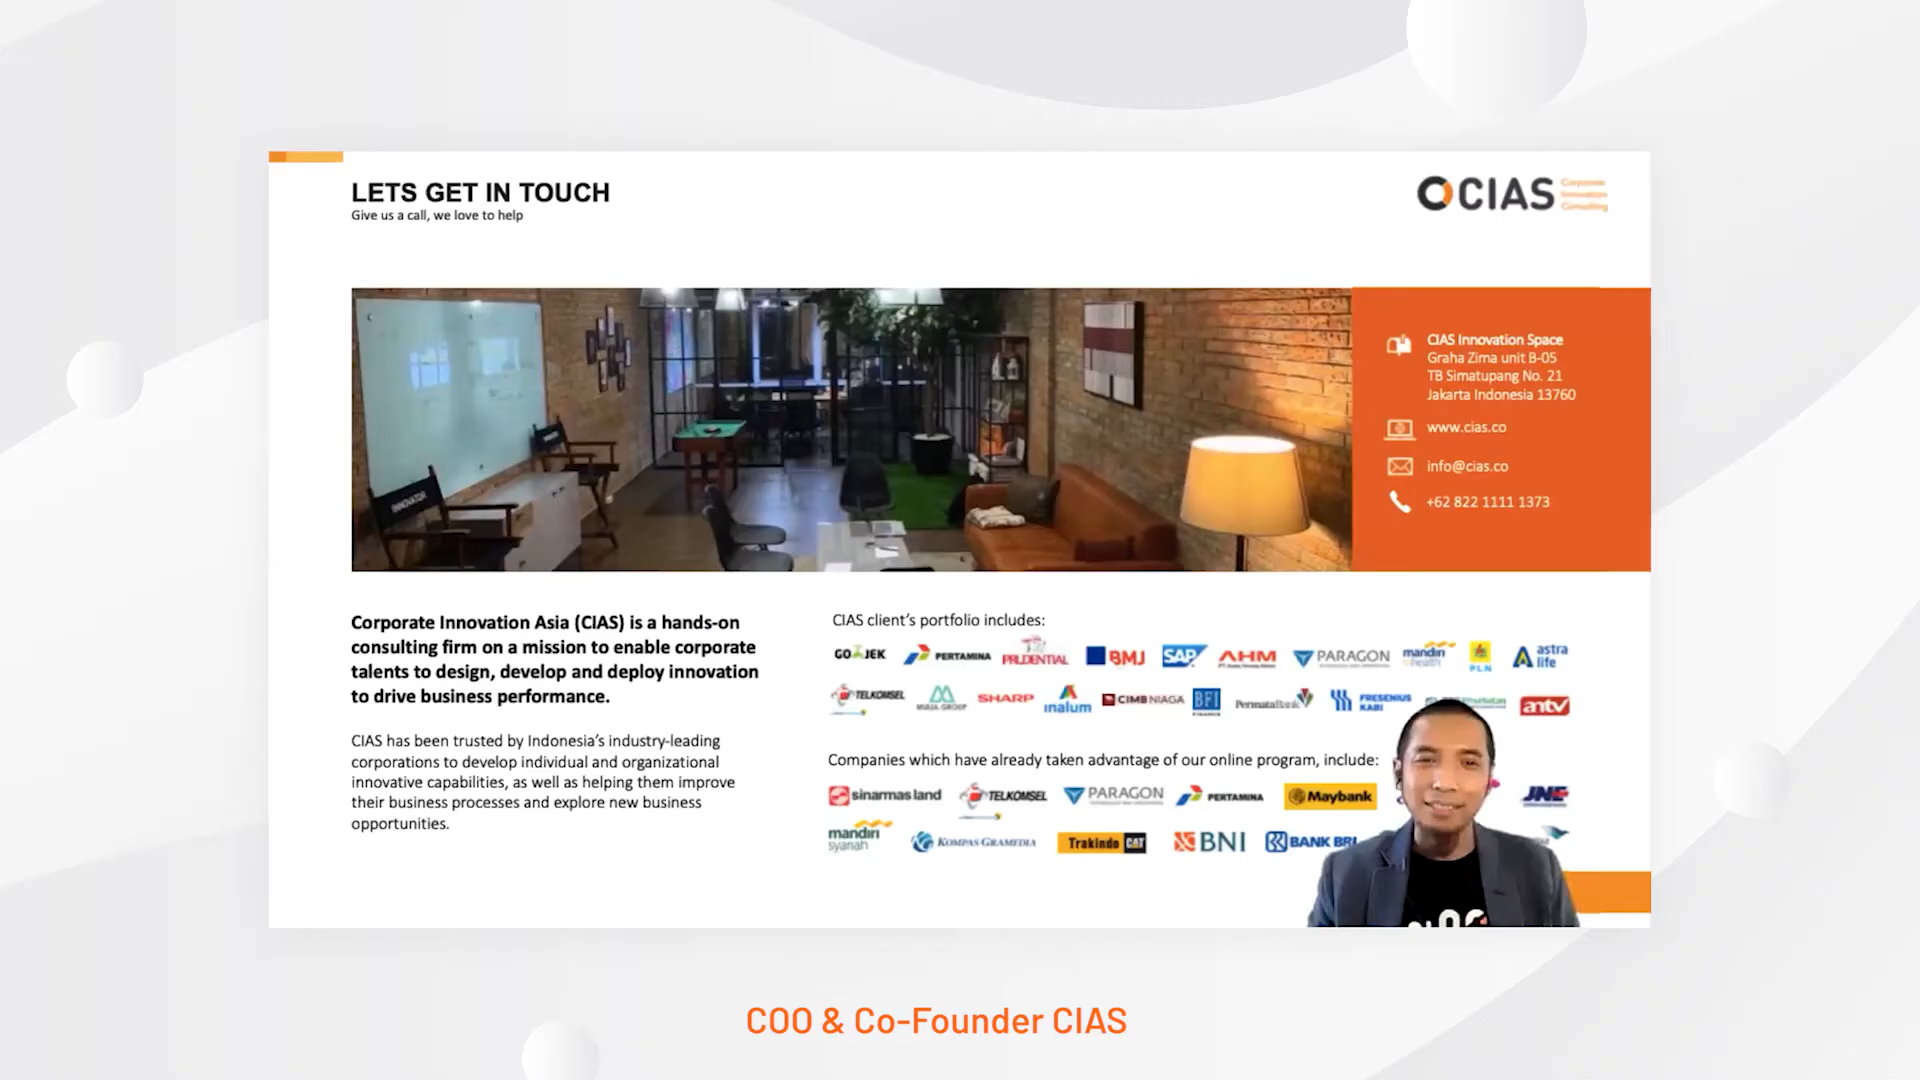 LETS GET IN TOUCH
Give us a call, we love to help
CIAS
Corporate
Innovation
Consulting
INNOVATOR
CIAS Innovation Space
Graha Zima unit B-05
TB Simatupang No. 21
Jakarta Indonesia 13760
www.cias.co
info@cias.co
+62 822 1111 1373
Corporate Innovation Asia (CIAS) is a hands-on
consulting firm on a mission to enable corporate
talents to design, develop and deploy innovation
to drive business performance.
CIAS has been trusted by Indonesia's industry-leading
corporations to develop individual and organizational
innovative capabilities, as well as helping them improve
their business processes and explore new business
opportunities.
CIAS client's portfolio includes:
GOJEK PERTAMINA PRUDENTIAL BMJ SAP AHM PARAGON mandiri PLN astra life
TELKOMSEL MULIA GROUP SHARP inalum CIMB NIAGA BFI FINANCE PermataBank FRESENIUS KABI antv
Companies which have already taken advantage of our online program, include:
sinarmas land TELKOMSEL PARAGON PERTAMINA Maybank JNE
mandiri syariah KOMPAS GRAMEDIA Trakindo CAT BNI BANK BRI
COO & Co-Founder CIAS